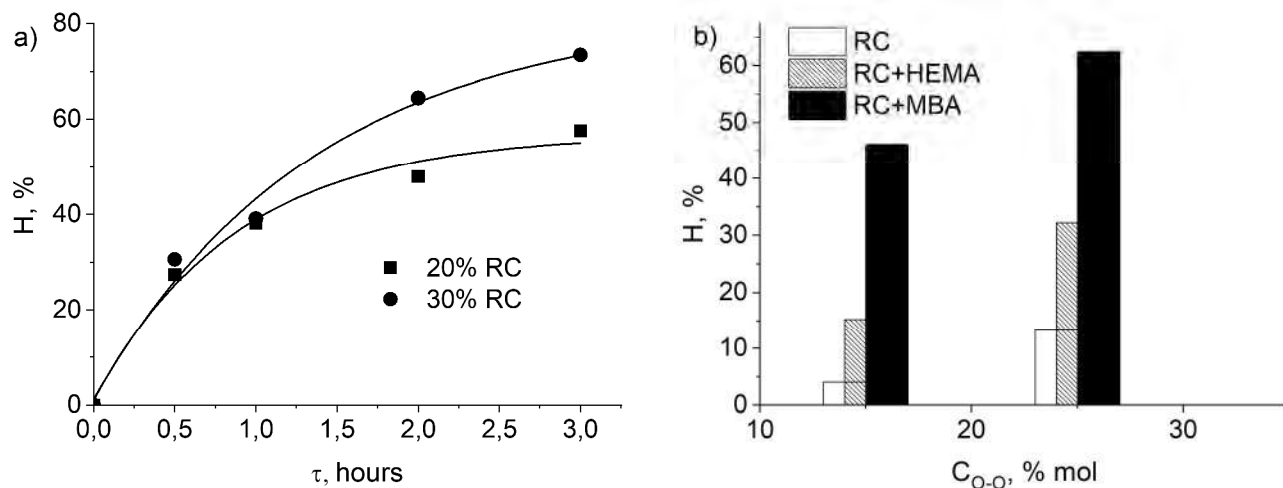 a)
80
60
40
20
0
H, %
20% RC
30% RC
0,0 0,5 1,0 1,5 2,0 2,5 3,0
τ, hours
b)
RC
RC+HEMA
RC+MBA
60
50
40
30
20
10
0
H, %
10 20 30
C_O-O, % mol